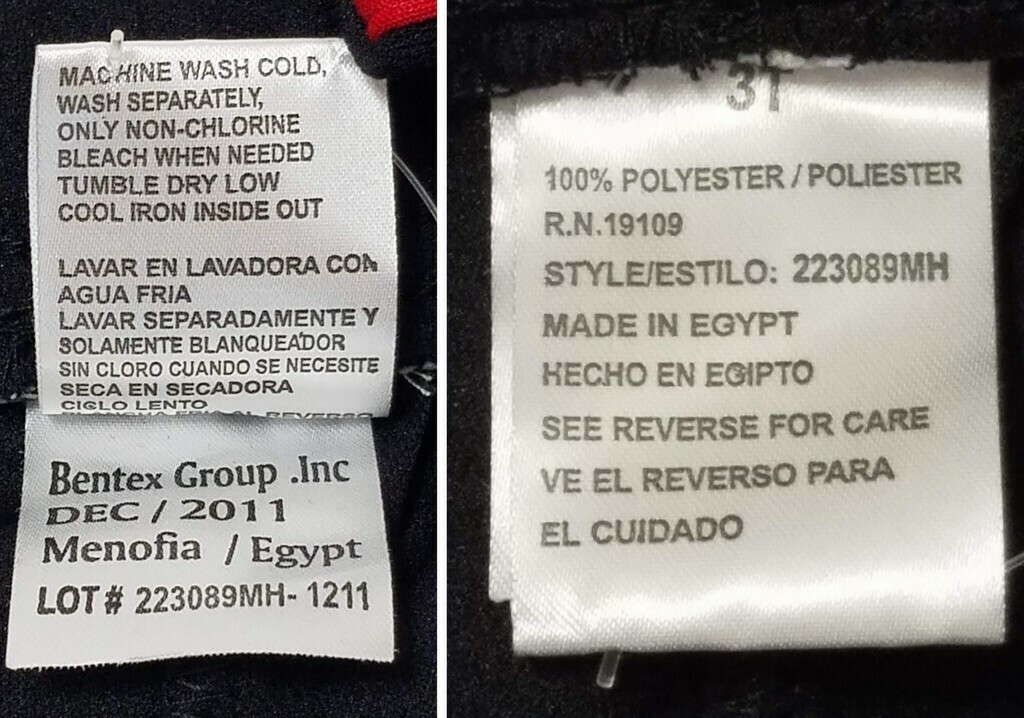 MACHINE WASH COLD,
WASH SEPARATELY,
ONLY NON-CHLORINE
BLEACH WHEN NEEDED
TUMBLE DRY LOW
COOL IRON INSIDE OUT
LAVAR EN LAVADORA CON
AGUA FRIA
LAVAR SEPARADAMENTE Y
SOLAMENTE BLANQUEADOR
SIN CLORO CUANDO SE NECESITE
SECA EN SECADORA
CICLO LENTO
AL REVERSO
Bentex Group .Inc
DEC / 2011
Menofia / Egypt
LOT# 223089MH- 1211
3T
100% POLYESTER / POLIESTER
R.N.19109
STYLE/ESTILO: 223089MH
MADE IN EGYPT
HECHO EN EGIPTO
SEE REVERSE FOR CARE
VE EL REVERSO PARA
EL CUIDADO